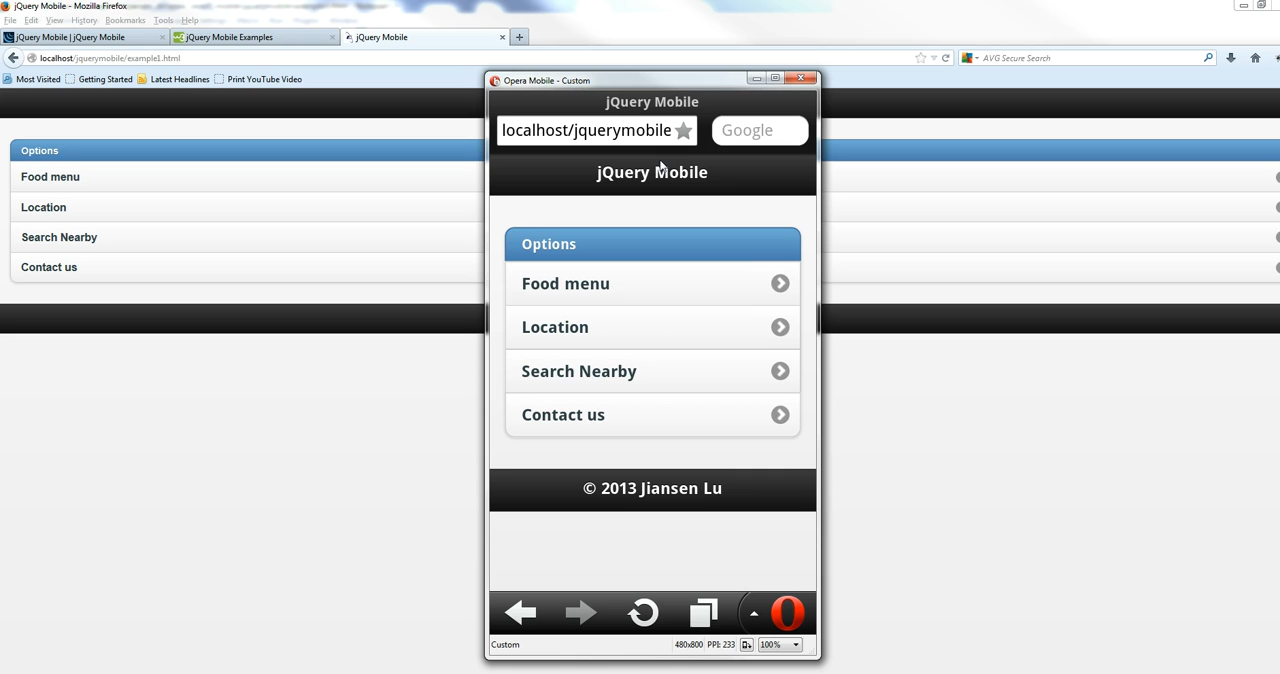 jQuery Mobile - Mozilla Firefox
File Edit View History Bookmarks Tools Help
jQuery Mobile | jQuery Mobile
jQuery Mobile Examples
jQuery Mobile
localhost/jquerymobile/example1.html
AVG Secure Search
Most Visited Getting Started Latest Headlines Print YouTube Video
Options
Food menu
Location
Search Nearby
Contact us
Opera Mobile - Custom
jQuery Mobile
localhost/jquerymobile
Google
jQuery Mobile
Options
Food menu
Location
Search Nearby
Contact us
© 2013 Jiansen Lu
Custom 480x800 PPI: 233 100%